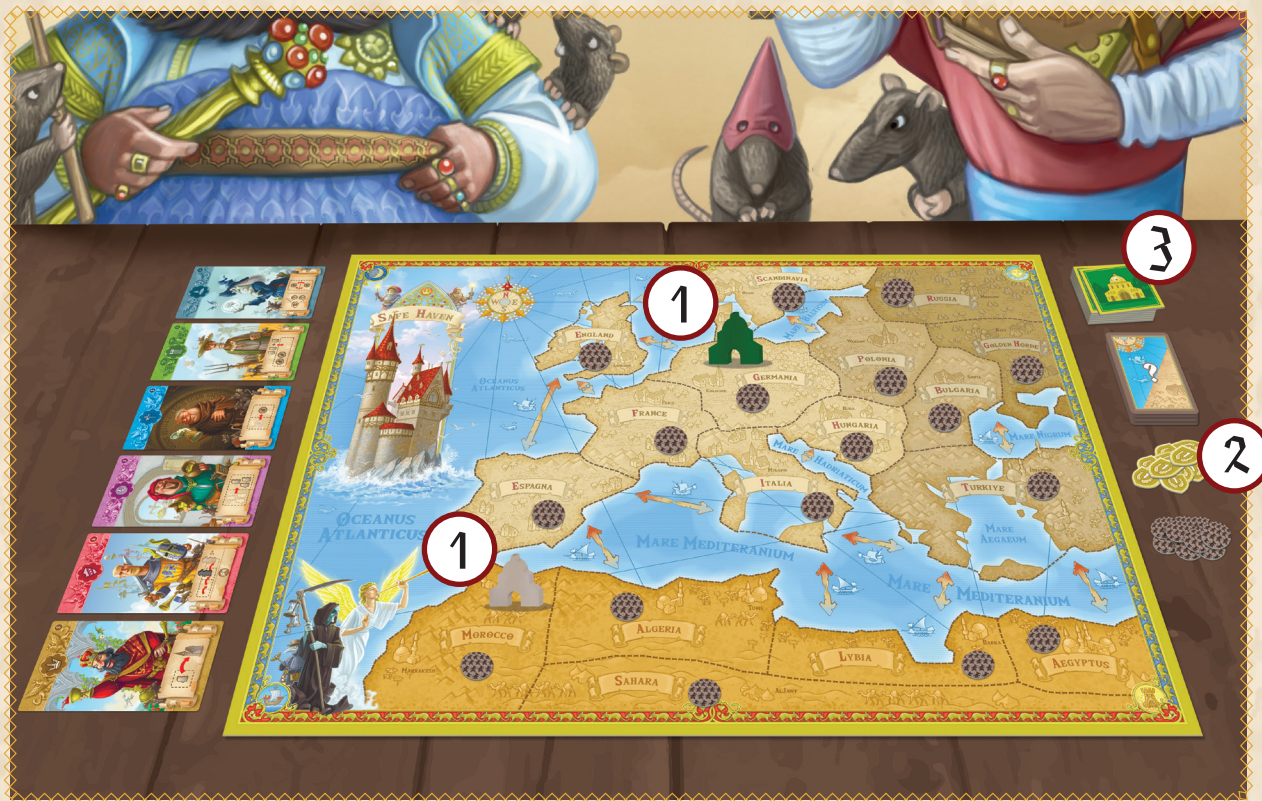 3
1
SCANDINAVIA
RUSSIA
N
W E
SAFE HAVEN
ENGLAND
GOLDEN HORDE
POLONIA
OCEANUS
ATLANTICUS
GERMANIA
BULGARIA
?
FRANCE
HUNGARIA
MARE NIGRUM
MARE HADRIATICUM
2
ITALIA
ESPAGNA
TURKIYE
OCEANUS
ATLANTICUS
MARE MEDITERANIUM
MARE
AEGAEUM
1
MARE MEDITERANIUM
MOROCCO
ALGERIA
LYBIA
AEGYPTUS
MARRAKESH
SAHARA